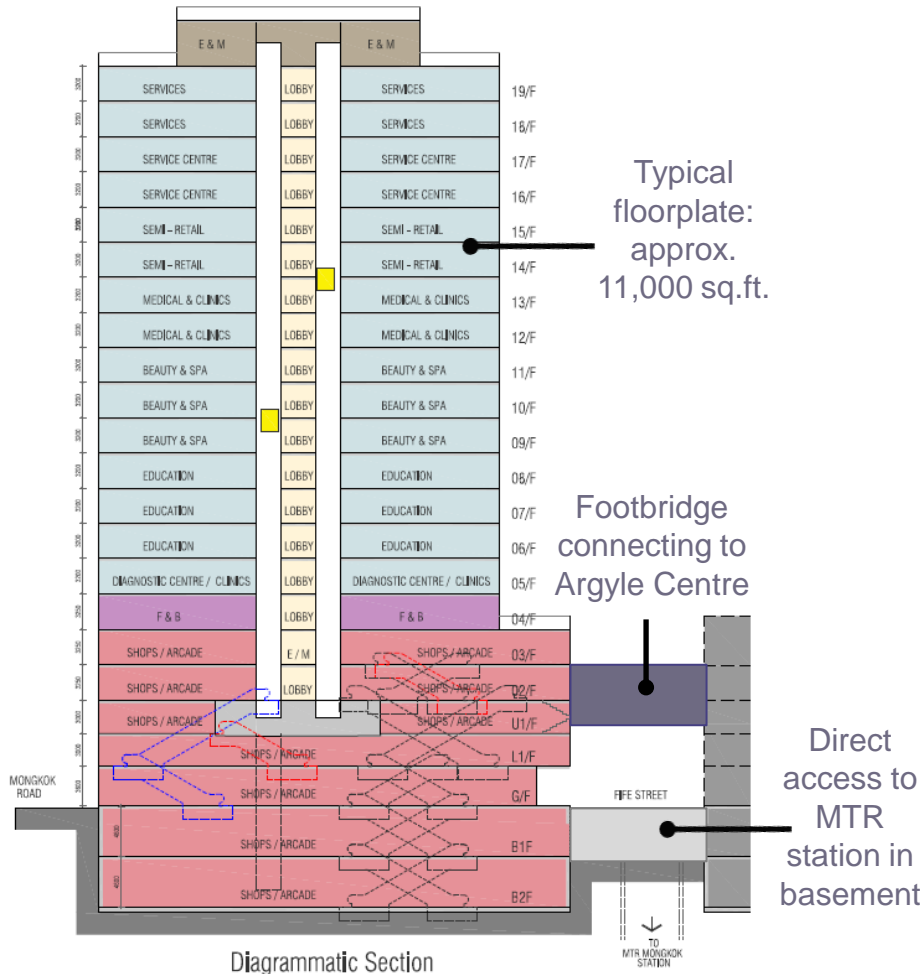 E & M
E & M
SERVICES LOBBY SERVICES 19/F
SERVICES LOBBY SERVICES 18/F
SERVICE CENTRE LOBBY SERVICE CENTRE 17/F
SERVICE CENTRE LOBBY SERVICE CENTRE 16/F
SEMI - RETAIL LOBBY SEMI - RETAIL 15/F
SEMI - RETAIL LOBBY SEMI - RETAIL 14/F
MEDICAL & CLINICS LOBBY MEDICAL & CLINICS 13/F
MEDICAL & CLINICS LOBBY MEDICAL & CLINICS 12/F
BEAUTY & SPA LOBBY BEAUTY & SPA 11/F
BEAUTY & SPA LOBBY BEAUTY & SPA 10/F
BEAUTY & SPA LOBBY BEAUTY & SPA 09/F
EDUCATION LOBBY EDUCATION 08/F
EDUCATION LOBBY EDUCATION 07/F
EDUCATION LOBBY EDUCATION 06/F
DIAGNOSTIC CENTRE / CLINICS LOBBY DIAGNOSTIC CENTRE / CLINICS 05/F
F & B LOBBY F & B 04/F
SHOPS / ARCADE E / M SHOPS / ARCADE 03/F
SHOPS / ARCADE LOBBY SHOPS / ARCADE 02/F
SHOPS / ARCADE SHOPS / ARCADE U1/F
SHOPS / ARCADE L1/F
SHOPS / ARCADE G/F
SHOPS / ARCADE B1F
SHOPS / ARCADE B2F
Typical
floorplate:
approx.
11,000 sq.ft.
Footbridge
connecting to
Argyle Centre
Direct
access to
MTR
station in
basement
MONGKOK
ROAD
FIFE STREET
TO
MTR MONGKOK
STATION
Diagrammatic Section